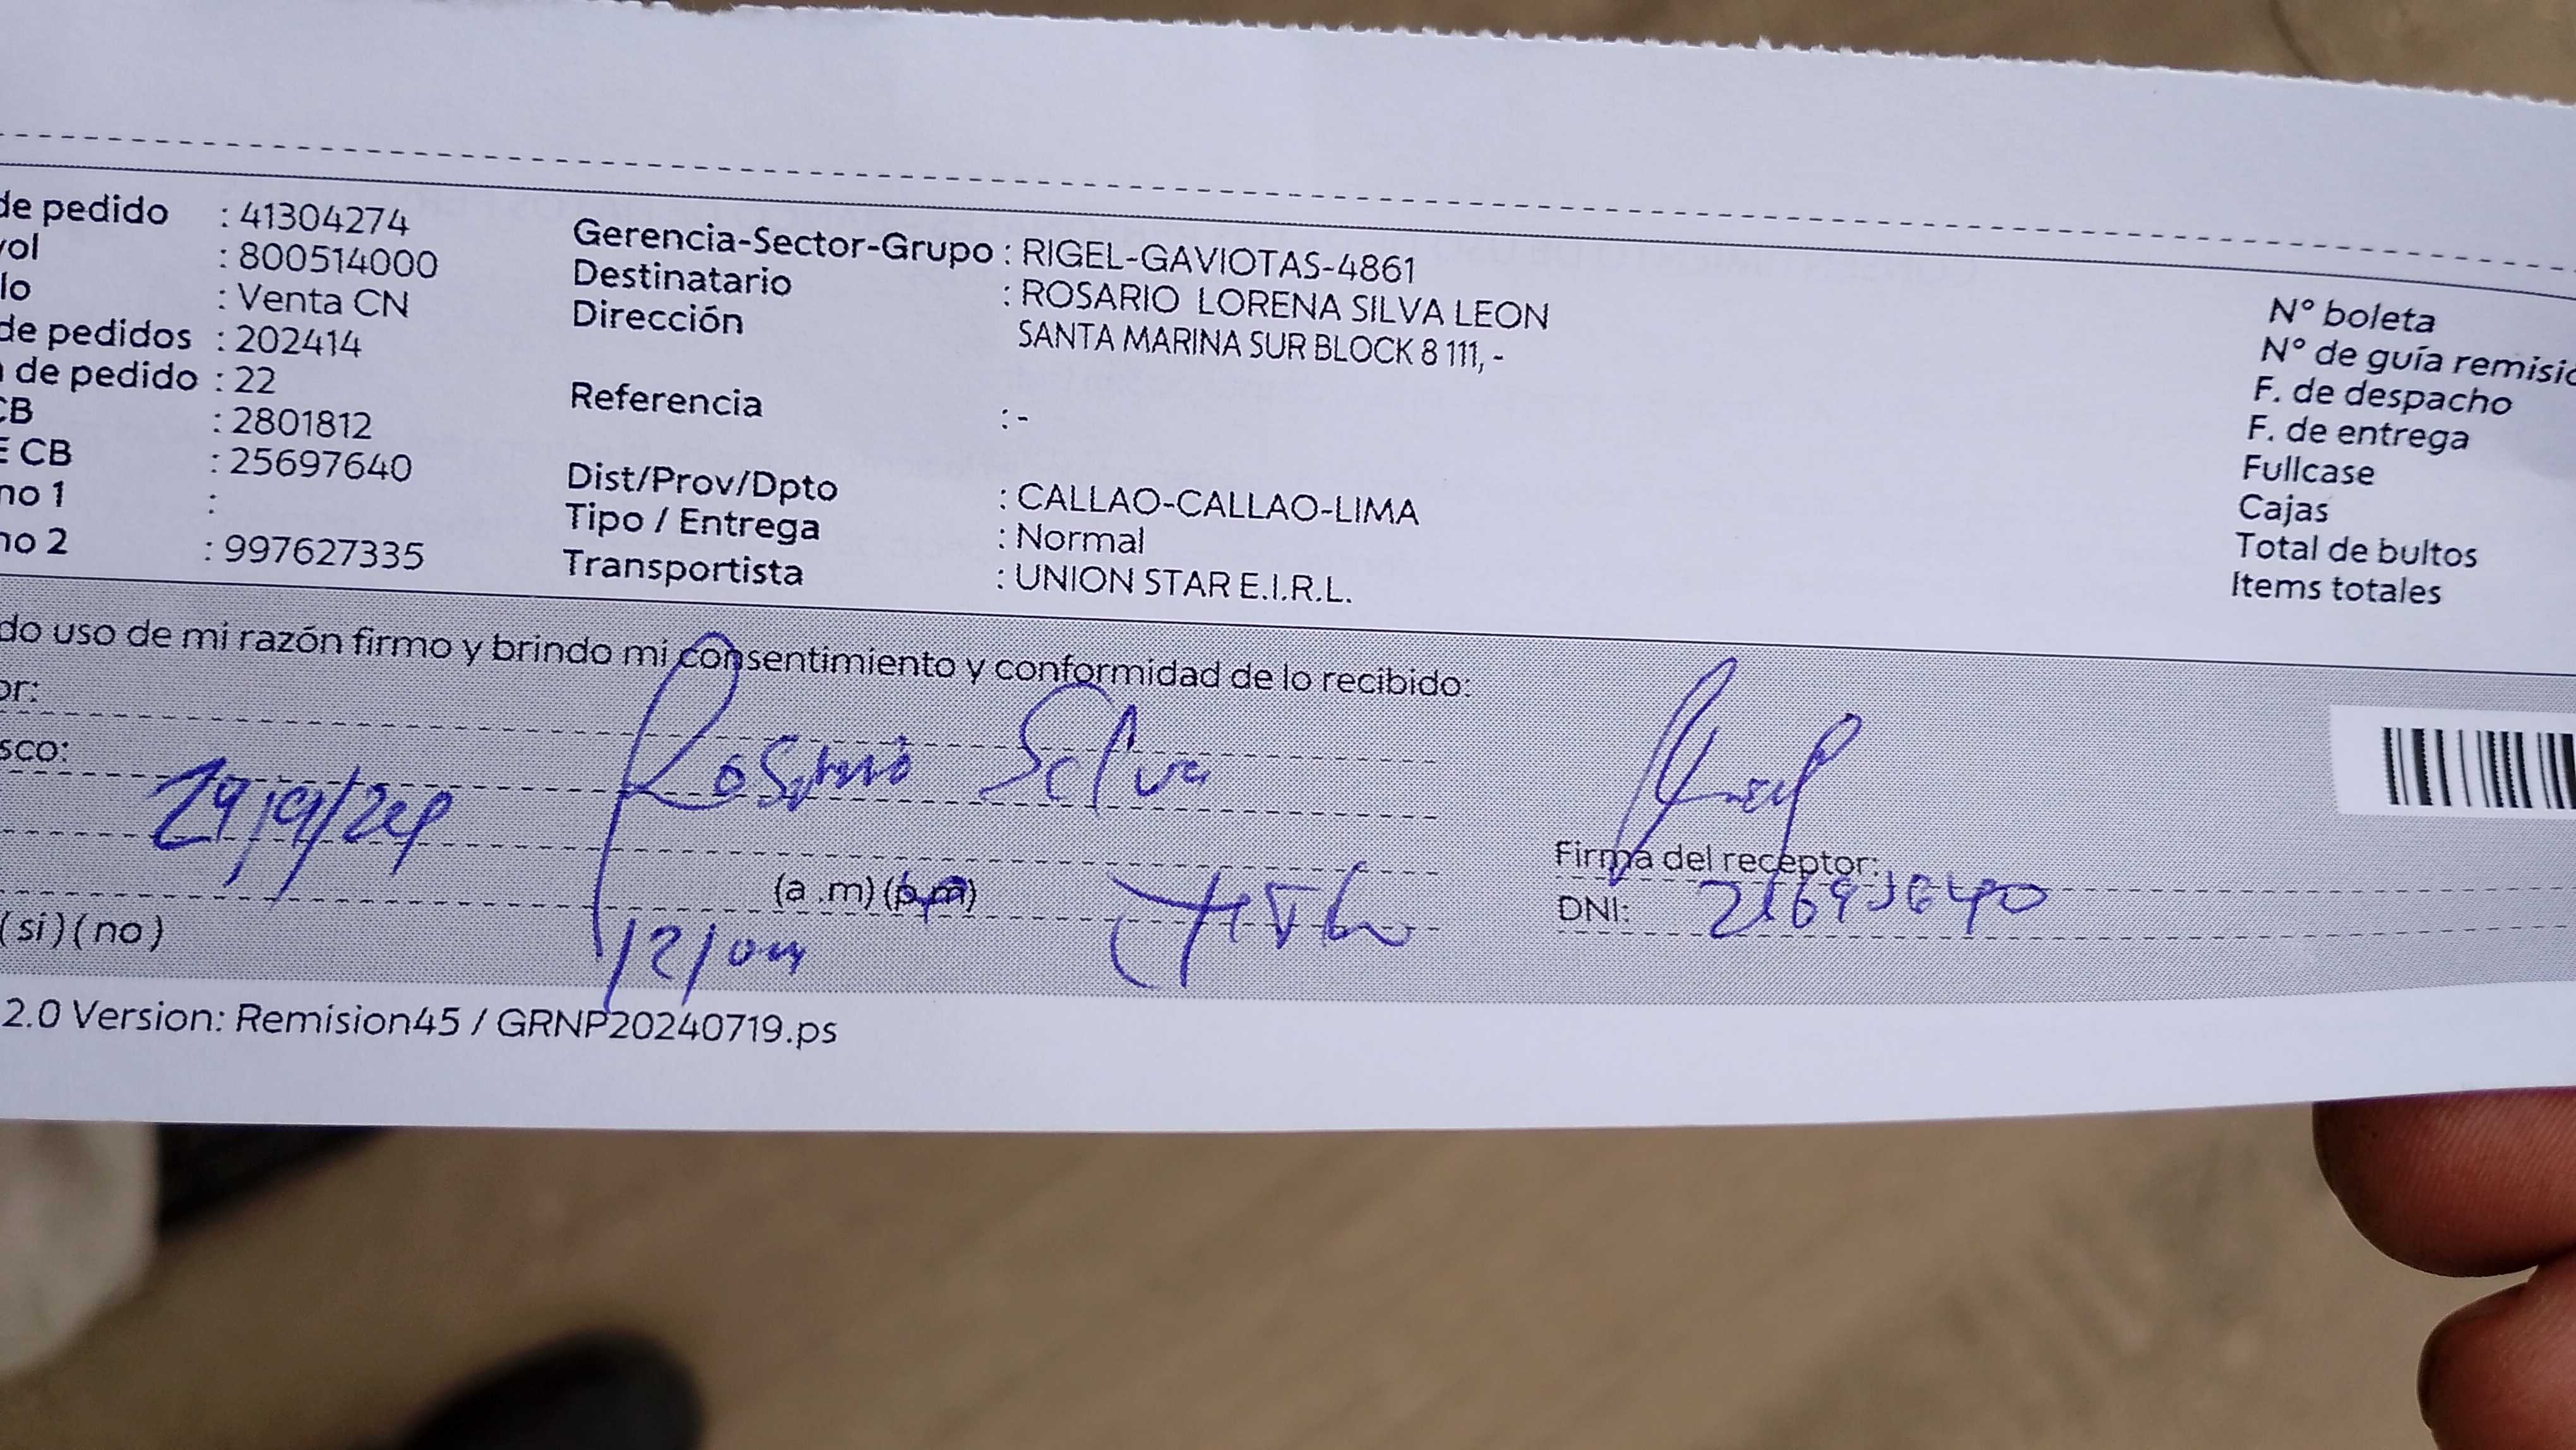 de pedido : 41304274
vol : 800514000
lo : Venta CN
de pedidos : 202414
de pedido : 22
CB : 2801812
E CB : 25697640
no 1 :
no 2 : 997627335
Gerencia-Sector-Grupo : RIGEL-GAVIOTAS-4861
Destinatario : ROSARIO LORENA SILVA LEON
Dirección SANTA MARINA SUR BLOCK 8 111, -
Referencia : -
Dist/Prov/Dpto : CALLAO-CALLAO-LIMA
Tipo / Entrega : Normal
Transportista : UNION STAR E.I.R.L.
N° boleta
N° de guía remisió
F. de despacho
F. de entrega
Fullcase
Cajas
Total de bultos
Items totales
do uso de mi razón firmo y brindo mi consentimiento y conformidad de lo recibido:
or:
Rosario Silva
sco:
(a .m) (p.m)
(si) (no)
Firma del receptor:
DNI:
2.0 Version: Remision45 / GRNP20240719.ps